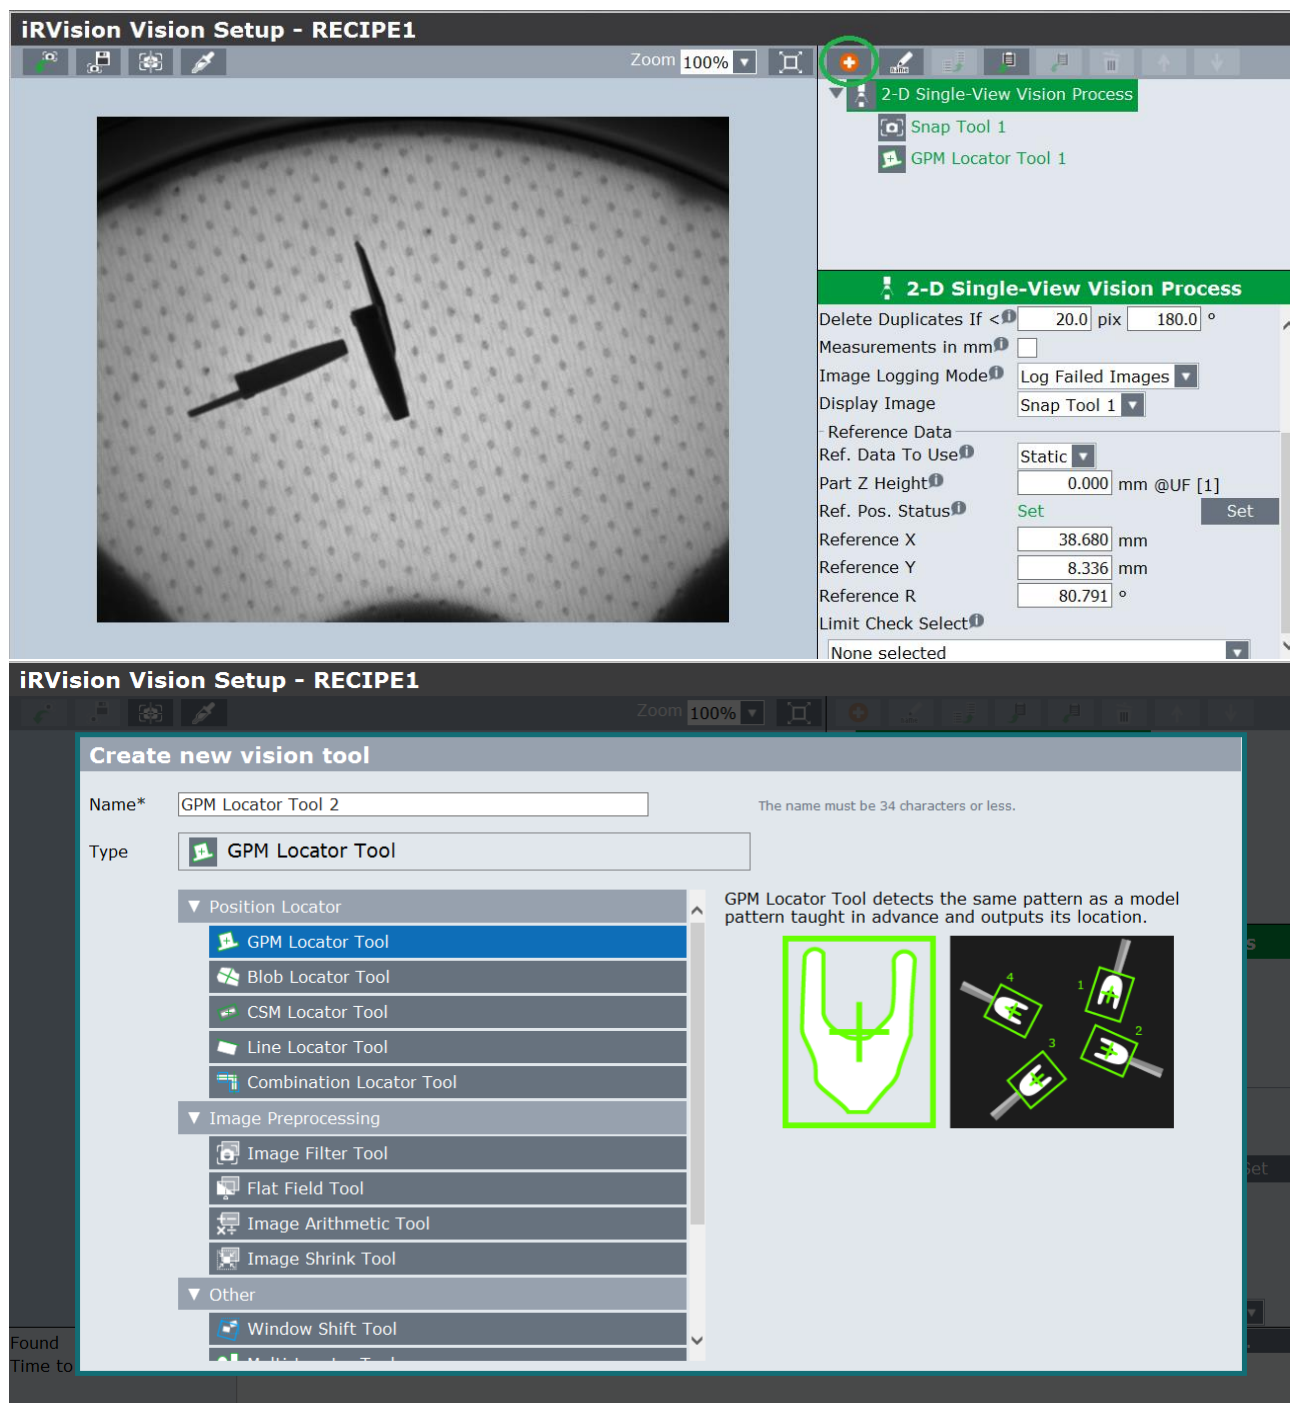 iRVision Vision Setup - RECIPE1
Zoom 100%
2-D Single-View Vision Process
Snap Tool 1
GPM Locator Tool 1
2-D Single-View Vision Process
Delete Duplicates If < 20.0 pix 180.0 °
Measurements in mm
Image Logging Mode Log Failed Images
Display Image Snap Tool 1
Reference Data
Ref. Data To Use Static
Part Z Height 0.000 mm @UF [1]
Ref. Pos. Status Set Set
Reference X 38.680 mm
Reference Y 8.336 mm
Reference R 80.791 °
Limit Check Select
None selected
iRVision Vision Setup - RECIPE1
Zoom 100%
Create new vision tool
Name* GPM Locator Tool 2 The name must be 34 characters or less.
Type GPM Locator Tool
Position Locator
GPM Locator Tool
Blob Locator Tool
CSM Locator Tool
Line Locator Tool
Combination Locator Tool
Image Preprocessing
Image Filter Tool
Flat Field Tool
Image Arithmetic Tool
Image Shrink Tool
Other
Window Shift Tool
GPM Locator Tool detects the same pattern as a model
pattern taught in advance and outputs its location.
4
1
2
3
s
Set
Found
Time to